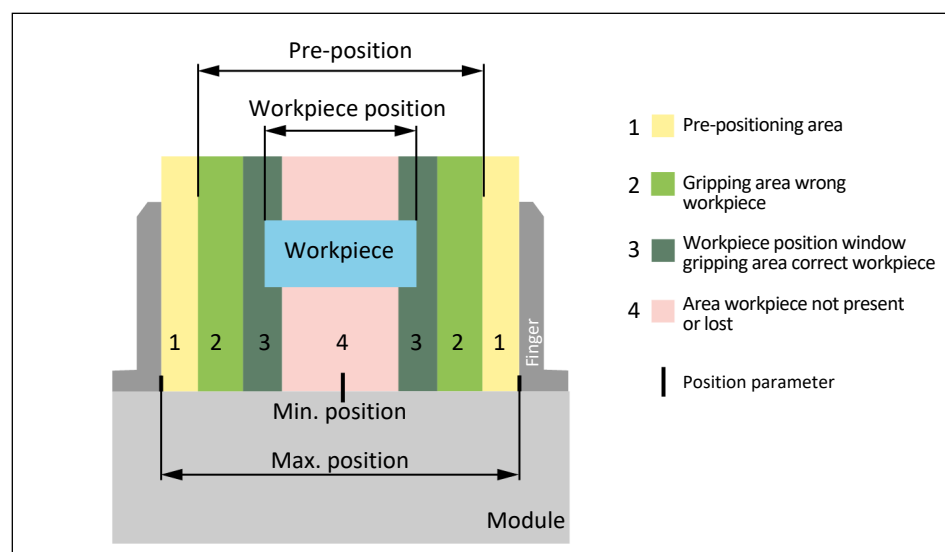 Pre-position
Workpiece position
Workpiece
1 2 3 4 3 2 1
Finger
Min. position
Max. position
Module
1 Pre-positioning area
2 Gripping area wrong
workpiece
3 Workpiece position window
gripping area correct workpiece
4 Area workpiece not present
or lost
Position parameter